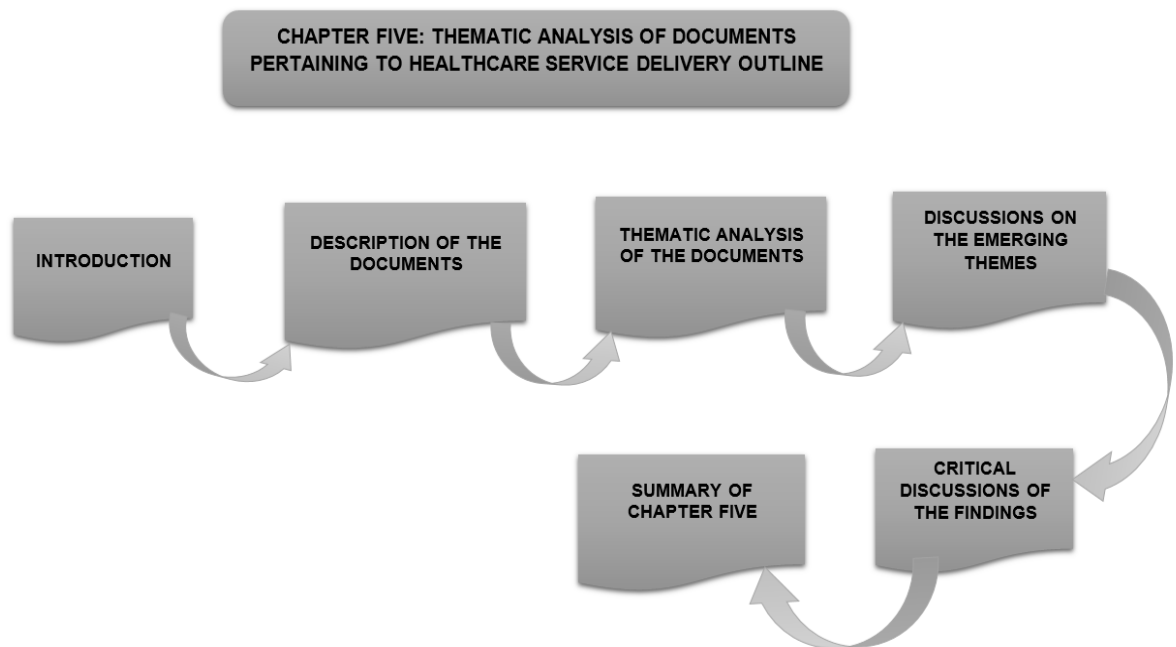 CHAPTER FIVE: THEMATIC ANALYSIS OF DOCUMENTS
PERTAINING TO HEALTHCARE SERVICE DELIVERY OUTLINE
INTRODUCTION
DESCRIPTION OF THE
DOCUMENTS
THEMATIC ANALYSIS
OF THE DOCUMENTS
DISCUSSIONS ON
THE EMERGING
THEMES
CRITICAL
DISCUSSIONS OF
THE FINDINGS
SUMMARY OF
CHAPTER FIVE